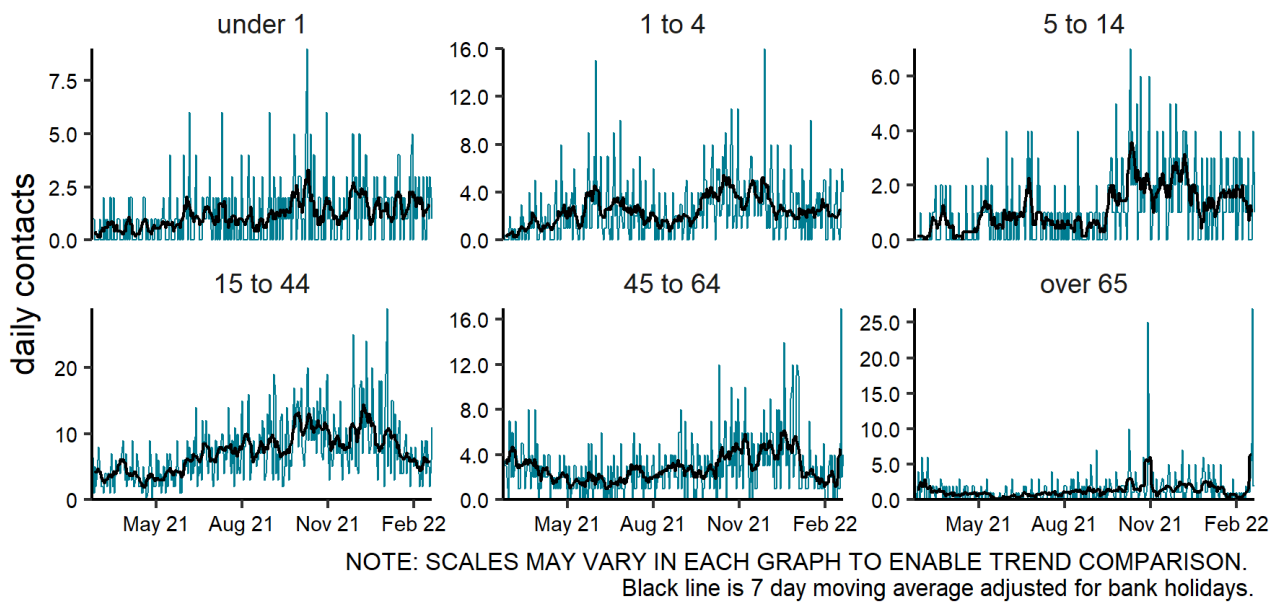 under 1
1 to 4
5 to 14
7.5
5.0
2.5
0.0
16.0
12.0
8.0
4.0
0.0
6.0
4.0
2.0
0.0
daily contacts
15 to 44
45 to 64
over 65
20
10
0
16.0
12.0
8.0
4.0
0.0
25.0
20.0
15.0
10.0
5.0
0.0
May 21 Aug 21 Nov 21 Feb 22
May 21 Aug 21 Nov 21 Feb 22
May 21 Aug 21 Nov 21 Feb 22
NOTE: SCALES MAY VARY IN EACH GRAPH TO ENABLE TREND COMPARISON.
Black line is 7 day moving average adjusted for bank holidays.